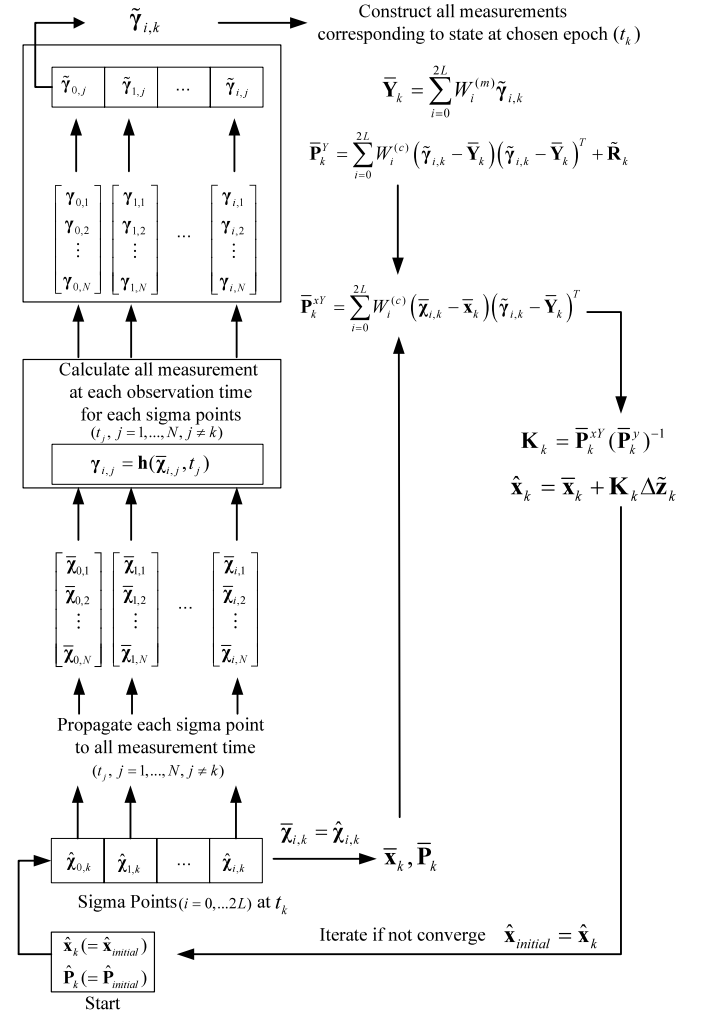 γ̃_{i,k}
Construct all measurements
corresponding to state at chosen epoch (t_k)
γ̃_{0,j} γ̃_{1,j} ... γ̃_{i,j}
Ȳ_k = ∑_{i=0}^{2L} W_i^{(m)} γ̃_{i,k}
P̄_k^Y = ∑_{i=0}^{2L} W_i^{(c)} (γ̃_{i,k} − Ȳ_k)(γ̃_{i,k} − Ȳ_k)^T + R̃_k
γ_{0,1} γ_{1,1} γ_{i,1}
γ_{0,2} γ_{1,2} ... γ_{i,2}
⋮ ⋮ ⋮
γ_{0,N} γ_{1,N} γ_{i,N}
P̄_k^{xY} = ∑_{i=0}^{2L} W_i^{(c)} (χ̄_{i,k} − x̄_k)(γ̃_{i,k} − Ȳ_k)^T
Calculate all measurement
at each observation time
for each sigma points
(t_j, j = 1,..., N, j ≠ k)
γ_{i,j} = h(χ̄_{i,j}, t_j)
K_k = P̄_k^{xY} (P̄_k^y)^{−1}
x̂_k = x̄_k + K_k Δz̃_k
χ̄_{0,1} χ̄_{1,1} χ̄_{i,1}
χ̄_{0,2} χ̄_{1,2} ... χ̄_{i,2}
⋮ ⋮ ⋮
χ̄_{0,N} χ̄_{1,N} χ̄_{i,N}
Propagate each sigma point
to all measurement time
(t_j, j = 1,..., N, j ≠ k)
χ̂_{0,k} χ̂_{1,k} ... χ̂_{i,k}
χ̄_{i,k} = χ̂_{i,k}
x̄_k, P̄_k
Sigma Points (i = 0,...2L) at t_k
x̂_k (= x̂_{initial})
P̂_k (= P̂_{initial})
Start
Iterate if not converge x̂_{initial} = x̂_k